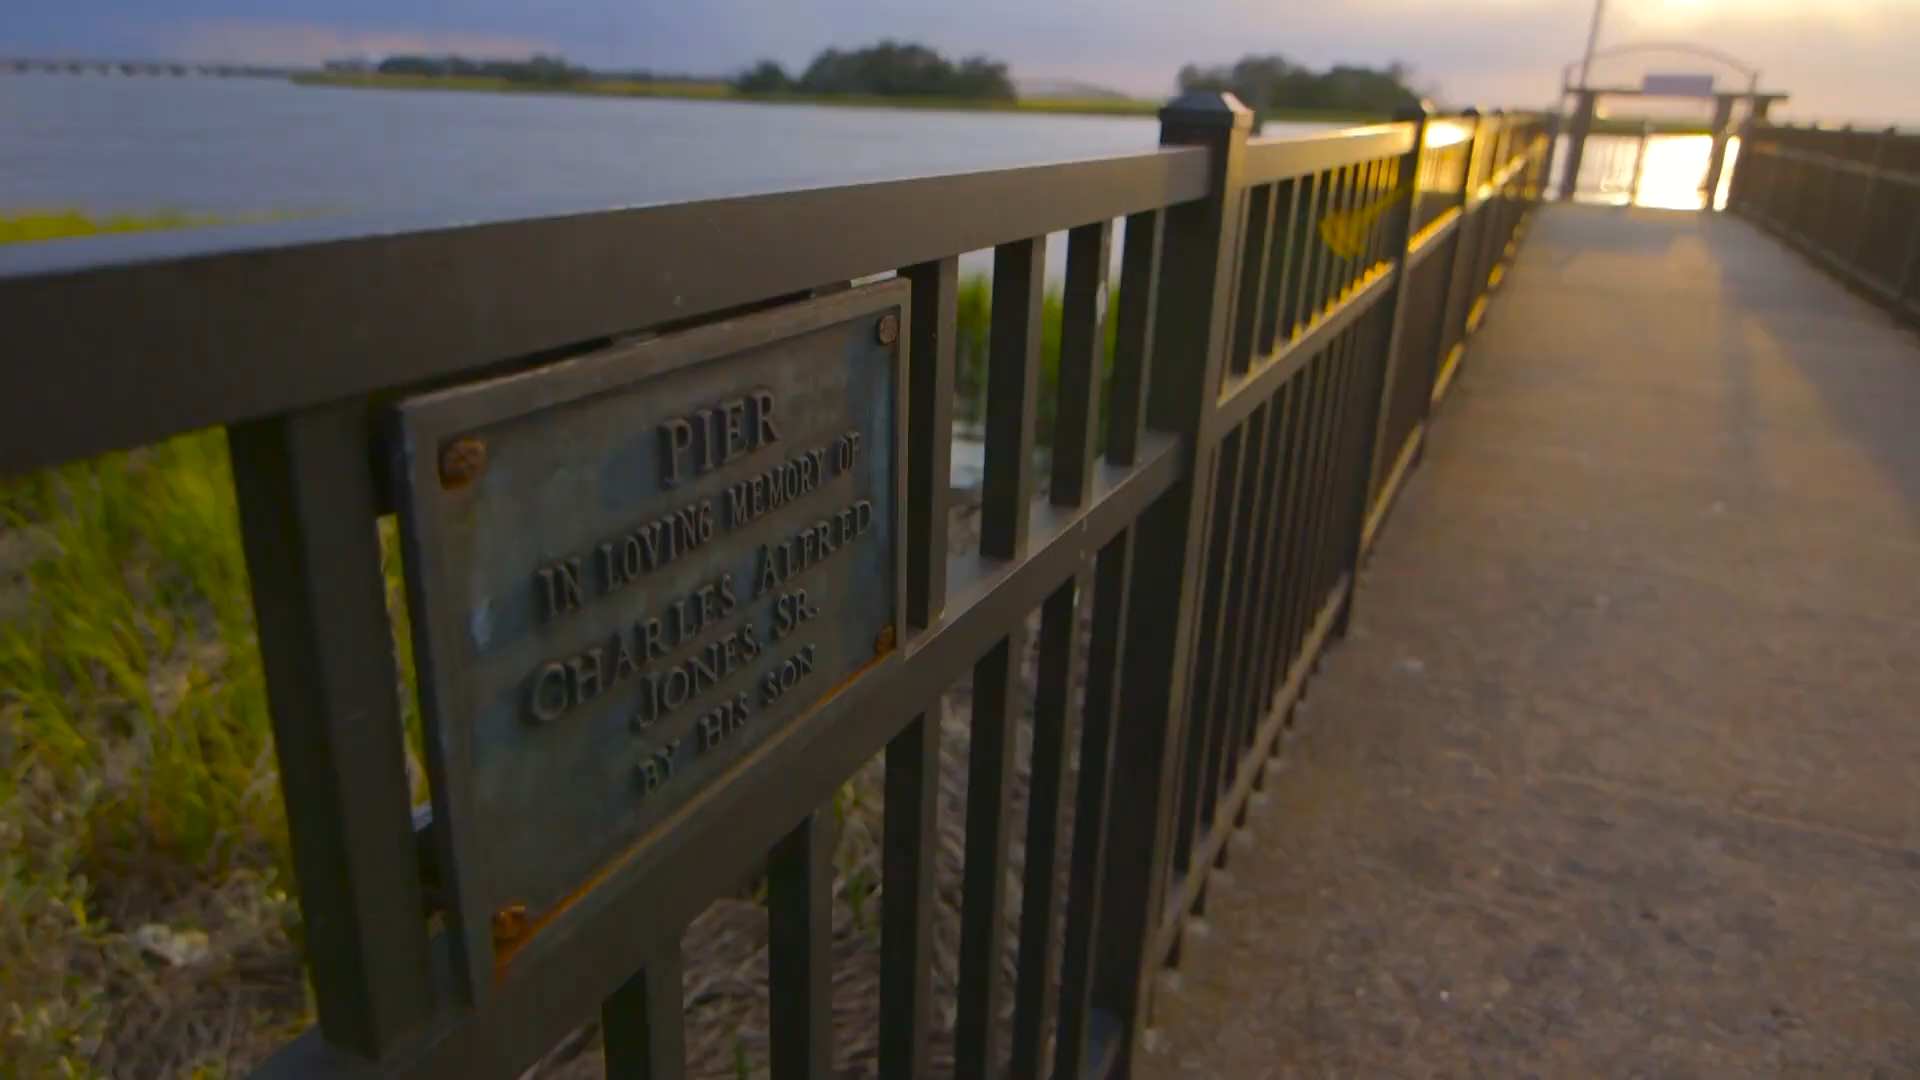 PIER
IN LOVING MEMORY OF
CHARLES ALFRED
JONES, SR.
BY HIS SON